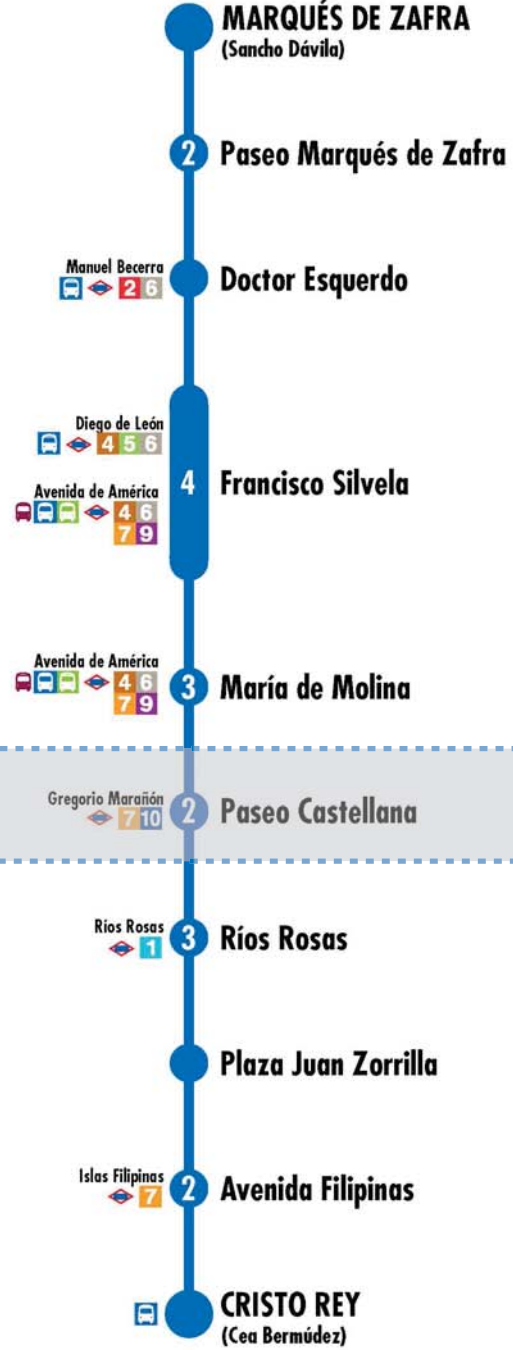 MARQUÉS DE ZAFRA
(Sancho Dávila)
2 Paseo Marqués de Zafra
Manuel Becerra
2 6
Doctor Esquerdo
Diego de León
4 5 6
Avenida de América
4 6
7 9
4 Francisco Silvela
Avenida de América
4 6
7 9
3 María de Molina
Gregorio Marañón
7 10
2 Paseo Castellana
Ríos Rosas
1
3 Ríos Rosas
Plaza Juan Zorrilla
Islas Filipinas
7
2 Avenida Filipinas
CRISTO REY
(Cea Bermúdez)